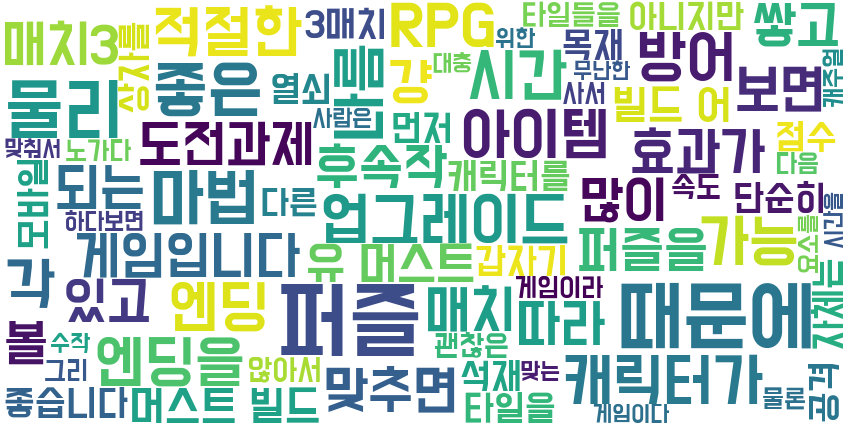 매치3
상자를
적절한
3매치
RPG
타일들을
위한
아니지만
쌓고
물리
좋은
열쇠
나름
걍
대충
시간
목재
무난한
방어
보면
캐주얼
맞춰서
노가다
도전과제
사람은
먼저
아이템
사서
빌드 어
효과가
점수
다음
모바일
되는
마법
다른
후속작
캐릭터를
많이
속도
단순히
시간을
하다보면
게임입니다
업그레이드
유 머스트
갑자기
퍼즐을
가능
요소를
각
있고
엔딩
퍼즐
매치
게임이라
따라
때문에
자체는
볼
수작
엔딩을
그리
않아서
맞추면
괜찮은
석재
맞는
캐릭터가
물론
공격
좋습니다
머스트 빌드
타일을
게임이다